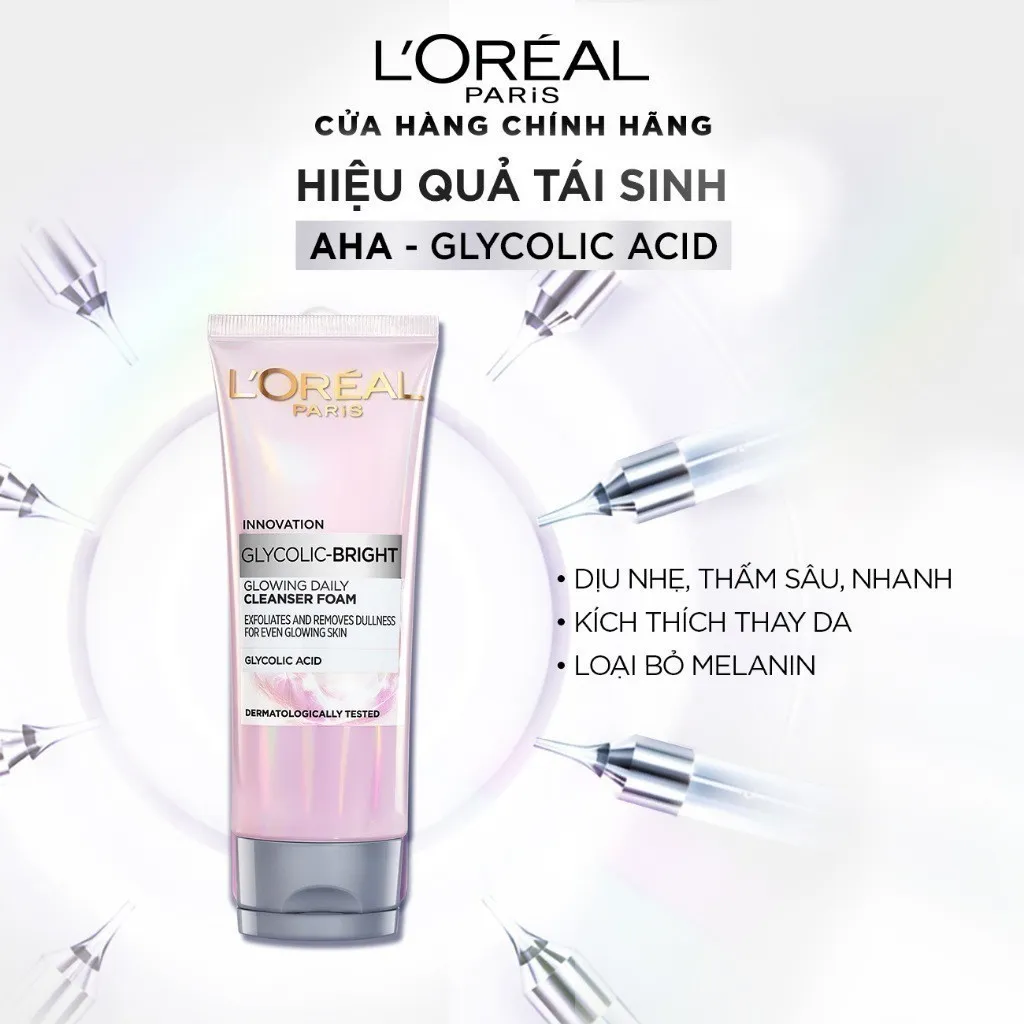 L'ORÉAL
PARiS
CỬA HÀNG CHÍNH HÃNG
HIỆU QUẢ TÁI SINH
AHA - GLYCOLIC ACID
L'ORÉAL
PARiS
INNOVATION
GLYCOLIC-BRIGHT
GLOWING DAILY
CLEANSER FOAM
EXFOLIATES AND REMOVES DULLNESS
FOR EVEN GLOWING SKIN
GLYCOLIC ACID
DERMATOLOGICALLY TESTED
• DỊU NHẸ, THẤM SÂU, NHANH
• KÍCH THÍCH THAY DA
• LOẠI BỎ MELANIN